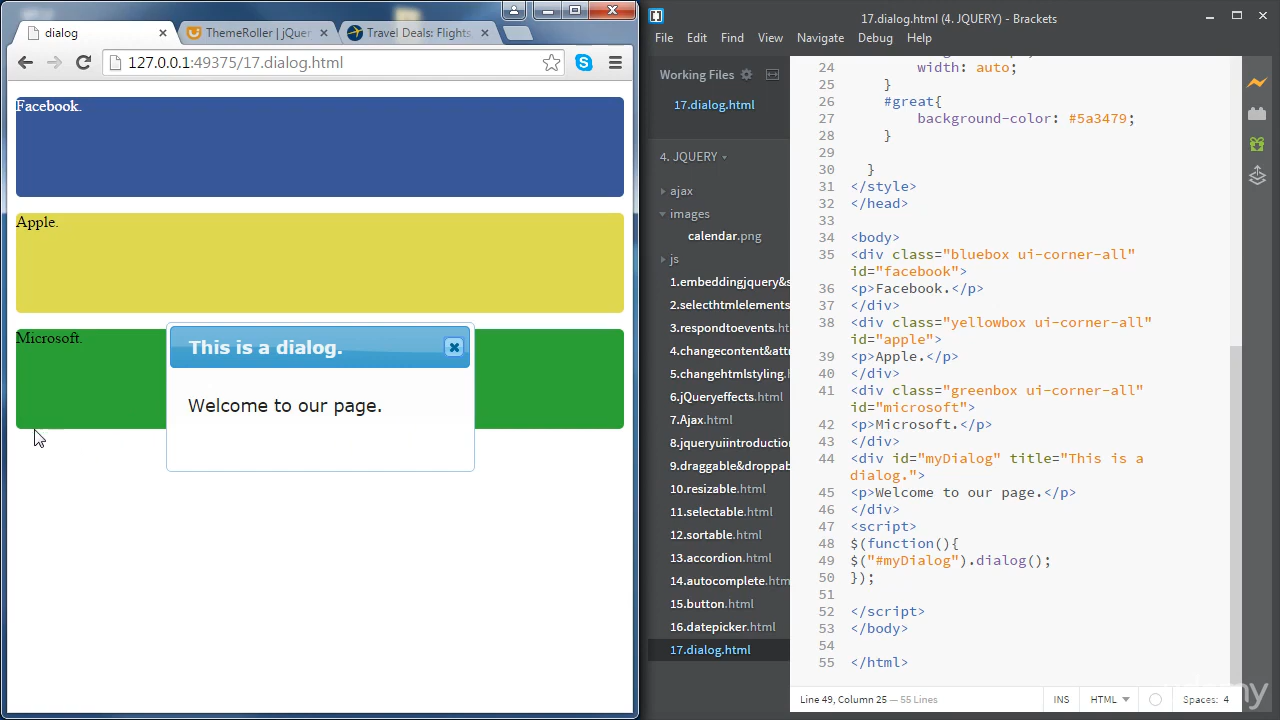 dialog
ThemeRoller | jQuer
Travel Deals: Flights,
127.0.0.1:49375/17.dialog.html
Facebook.
Apple.
Microsoft.
This is a dialog.
Welcome to our page.
17.dialog.html (4. JQUERY) - Brackets
File Edit Find View Navigate Debug Help
Working Files
17.dialog.html
4. JQUERY
ajax
images
calendar.png
js
1.embeddingjquery&s
2.selecthtmlelements
3.respondtoevents.ht
4.changecontent&att
5.changehtmlstyling.
6.jQueryeffects.html
7.Ajax.html
8.jqueryuiintroduction
9.draggable&droppab
10.resizable.html
11.selectable.html
12.sortable.html
13.accordion.html
14.autocomplete.htm
15.button.html
16.datepicker.html
17.dialog.html
24 width: auto;
25 }
26 #great{
27 background-color: #5a3479;
28 }
29
30 }
31 </style>
32 </head>
33
34 <body>
35 <div class="bluebox ui-corner-all"
id="facebook">
36 <p>Facebook.</p>
37 </div>
38 <div class="yellowbox ui-corner-all"
id="apple">
39 <p>Apple.</p>
40 </div>
41 <div class="greenbox ui-corner-all"
id="microsoft">
42 <p>Microsoft.</p>
43 </div>
44 <div id="myDialog" title="This is a
dialog.">
45 <p>Welcome to our page.</p>
46 </div>
47 <script>
48 $(function(){
49 $("#myDialog").dialog();
50 });
51
52 </script>
53 </body>
54
55 </html>
Line 49, Column 25 — 55 Lines
INS HTML Spaces: 4